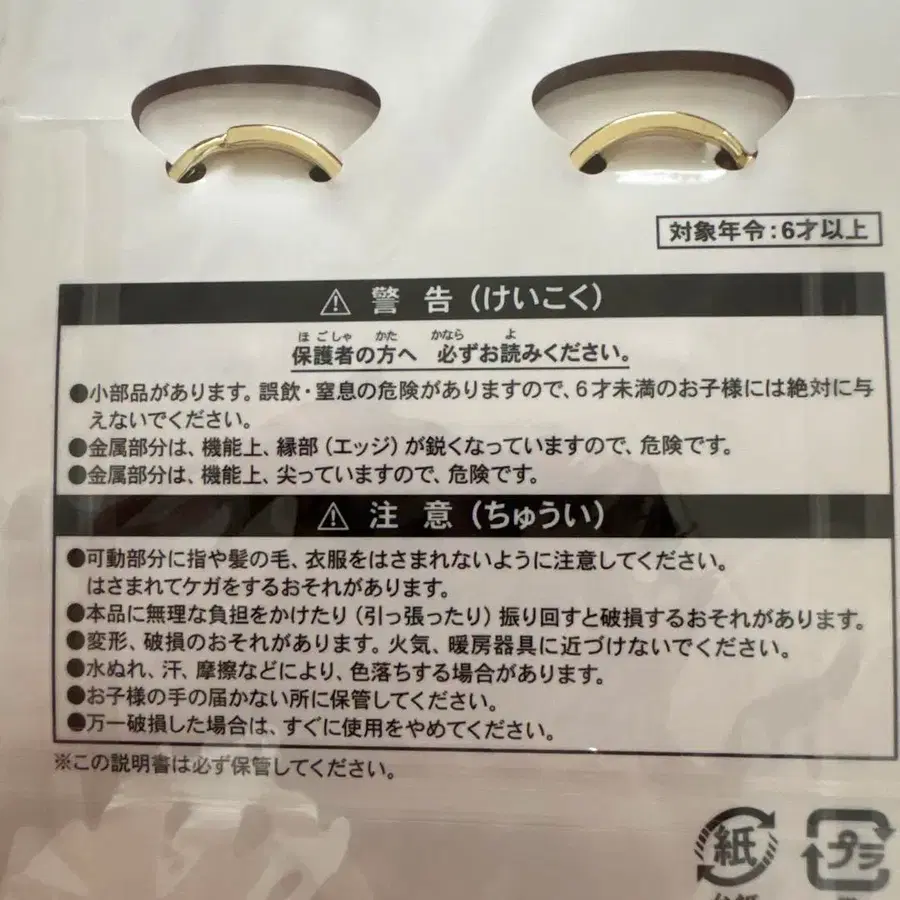 対象年令:6才以上
⚠ 警告(けいこく)
ほごしゃ かた かなら よ
保護者の方へ 必ずお読みください。
●小部品があります。誤飲・窒息の危険がありますので、6才未満のお子様には絶対に与
えないでください。
●金属部分は、機能上、縁部(エッジ)が鋭くなっていますので、危険です。
●金属部分は、機能上、尖っていますので、危険です。
⚠ 注意(ちゅうい)
●可動部分に指や髪の毛、衣服をはさまれないように注意してください。
はさまれてケガをするおそれがあります。
●本品に無理な負担をかけたり(引っ張ったり)振り回すと破損するおそれがあります。
●変形、破損のおそれがあります。火気、暖房器具に近づけないでください。
●水ぬれ、汗、摩擦などにより、色落ちする場合があります。
●お子様の手の届かない所に保管してください。
●万一破損した場合は、すぐに使用をやめてください。
※この説明書は必ず保管してください。
紙 プラ